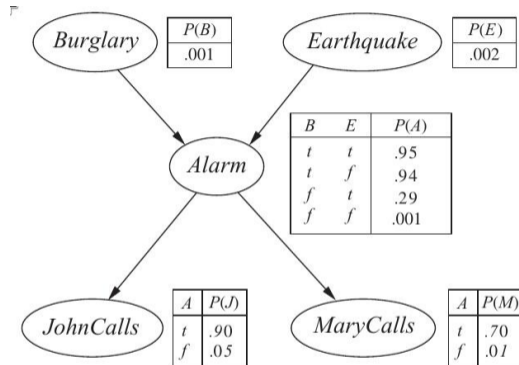 Burglary
P(B)
.001
Earthquake
P(E)
.002
Alarm
B E P(A)
t t .95
t f .94
f t .29
f f .001
JohnCalls
A P(J)
t .90
f .05
MaryCalls
A P(M)
t .70
f .01